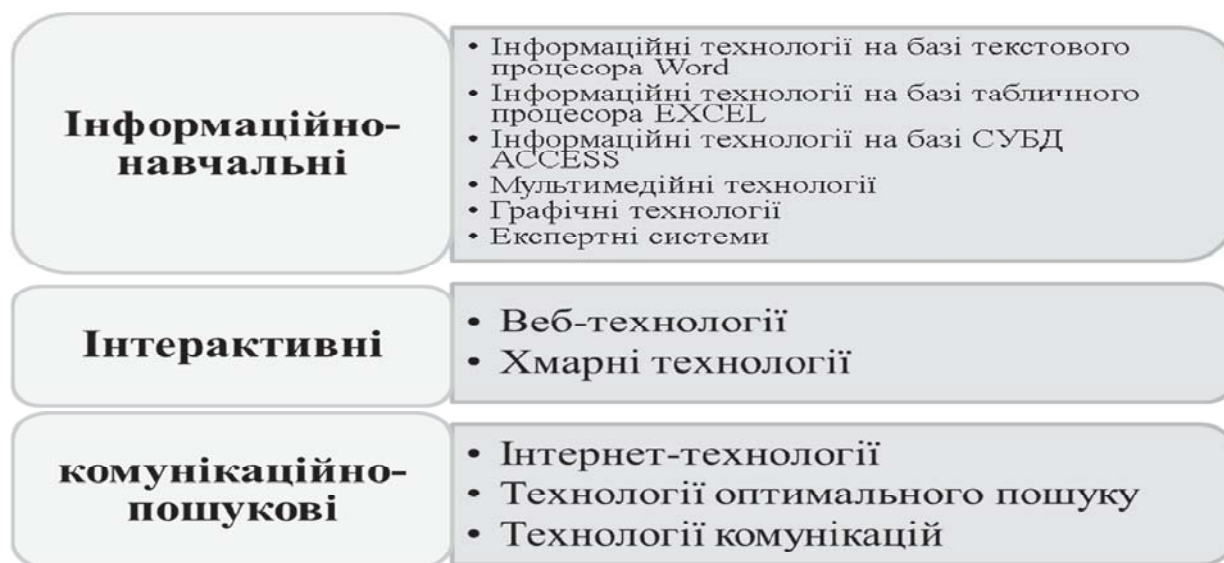 Інформаційно-
навчальні
• Інформаційні технології на базі текстового
процесора Word
• Інформаційні технології на базі табличного
процесора EXCEL
• Інформаційні технології на базі СУБД
ACCESS
• Мультимедійні технології
• Графічні технології
• Експертні системи
Інтерактивні
• Веб-технології
• Хмарні технології
комунікаційно-
пошукові
• Інтернет-технології
• Технології оптимального пошуку
• Технології комунікацій